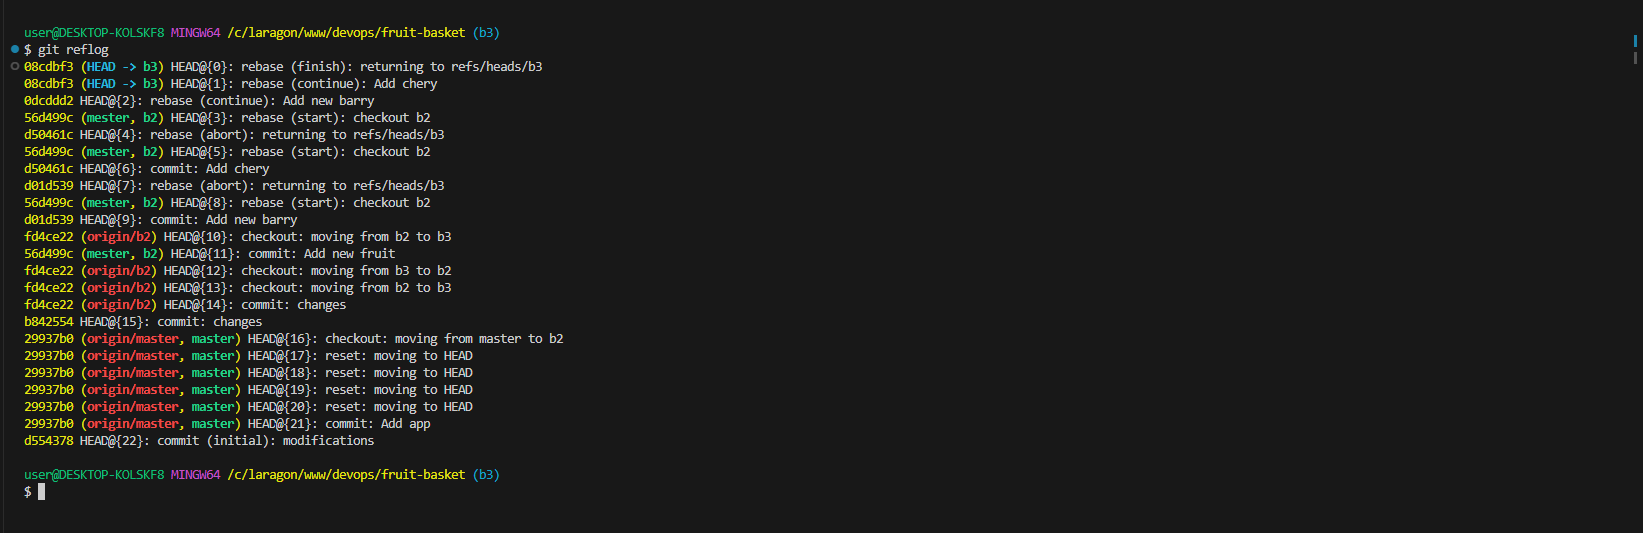 user@DESKTOP-KOLSKF8 MINGW64 /c/laragon/www/devops/fruit-basket (b3)
$ git reflog
08cdbf3 (HEAD -> b3) HEAD@{0}: rebase (finish): returning to refs/heads/b3
08cdbf3 (HEAD -> b3) HEAD@{1}: rebase (continue): Add chery
0dcddd2 HEAD@{2}: rebase (continue): Add new barry
56d499c (mester, b2) HEAD@{3}: rebase (start): checkout b2
d50461c HEAD@{4}: rebase (abort): returning to refs/heads/b3
56d499c (mester, b2) HEAD@{5}: rebase (start): checkout b2
d50461c HEAD@{6}: commit: Add chery
d01d539 HEAD@{7}: rebase (abort): returning to refs/heads/b3
56d499c (mester, b2) HEAD@{8}: rebase (start): checkout b2
d01d539 HEAD@{9}: commit: Add new barry
fd4ce22 (origin/b2) HEAD@{10}: checkout: moving from b2 to b3
56d499c (mester, b2) HEAD@{11}: commit: Add new fruit
fd4ce22 (origin/b2) HEAD@{12}: checkout: moving from b3 to b2
fd4ce22 (origin/b2) HEAD@{13}: checkout: moving from b2 to b3
fd4ce22 (origin/b2) HEAD@{14}: commit: changes
b842554 HEAD@{15}: commit: changes
29937b0 (origin/master, master) HEAD@{16}: checkout: moving from master to b2
29937b0 (origin/master, master) HEAD@{17}: reset: moving to HEAD
29937b0 (origin/master, master) HEAD@{18}: reset: moving to HEAD
29937b0 (origin/master, master) HEAD@{19}: reset: moving to HEAD
29937b0 (origin/master, master) HEAD@{20}: reset: moving to HEAD
29937b0 (origin/master, master) HEAD@{21}: commit: Add app
d554378 HEAD@{22}: commit (initial): modifications
user@DESKTOP-KOLSKF8 MINGW64 /c/laragon/www/devops/fruit-basket (b3)
$